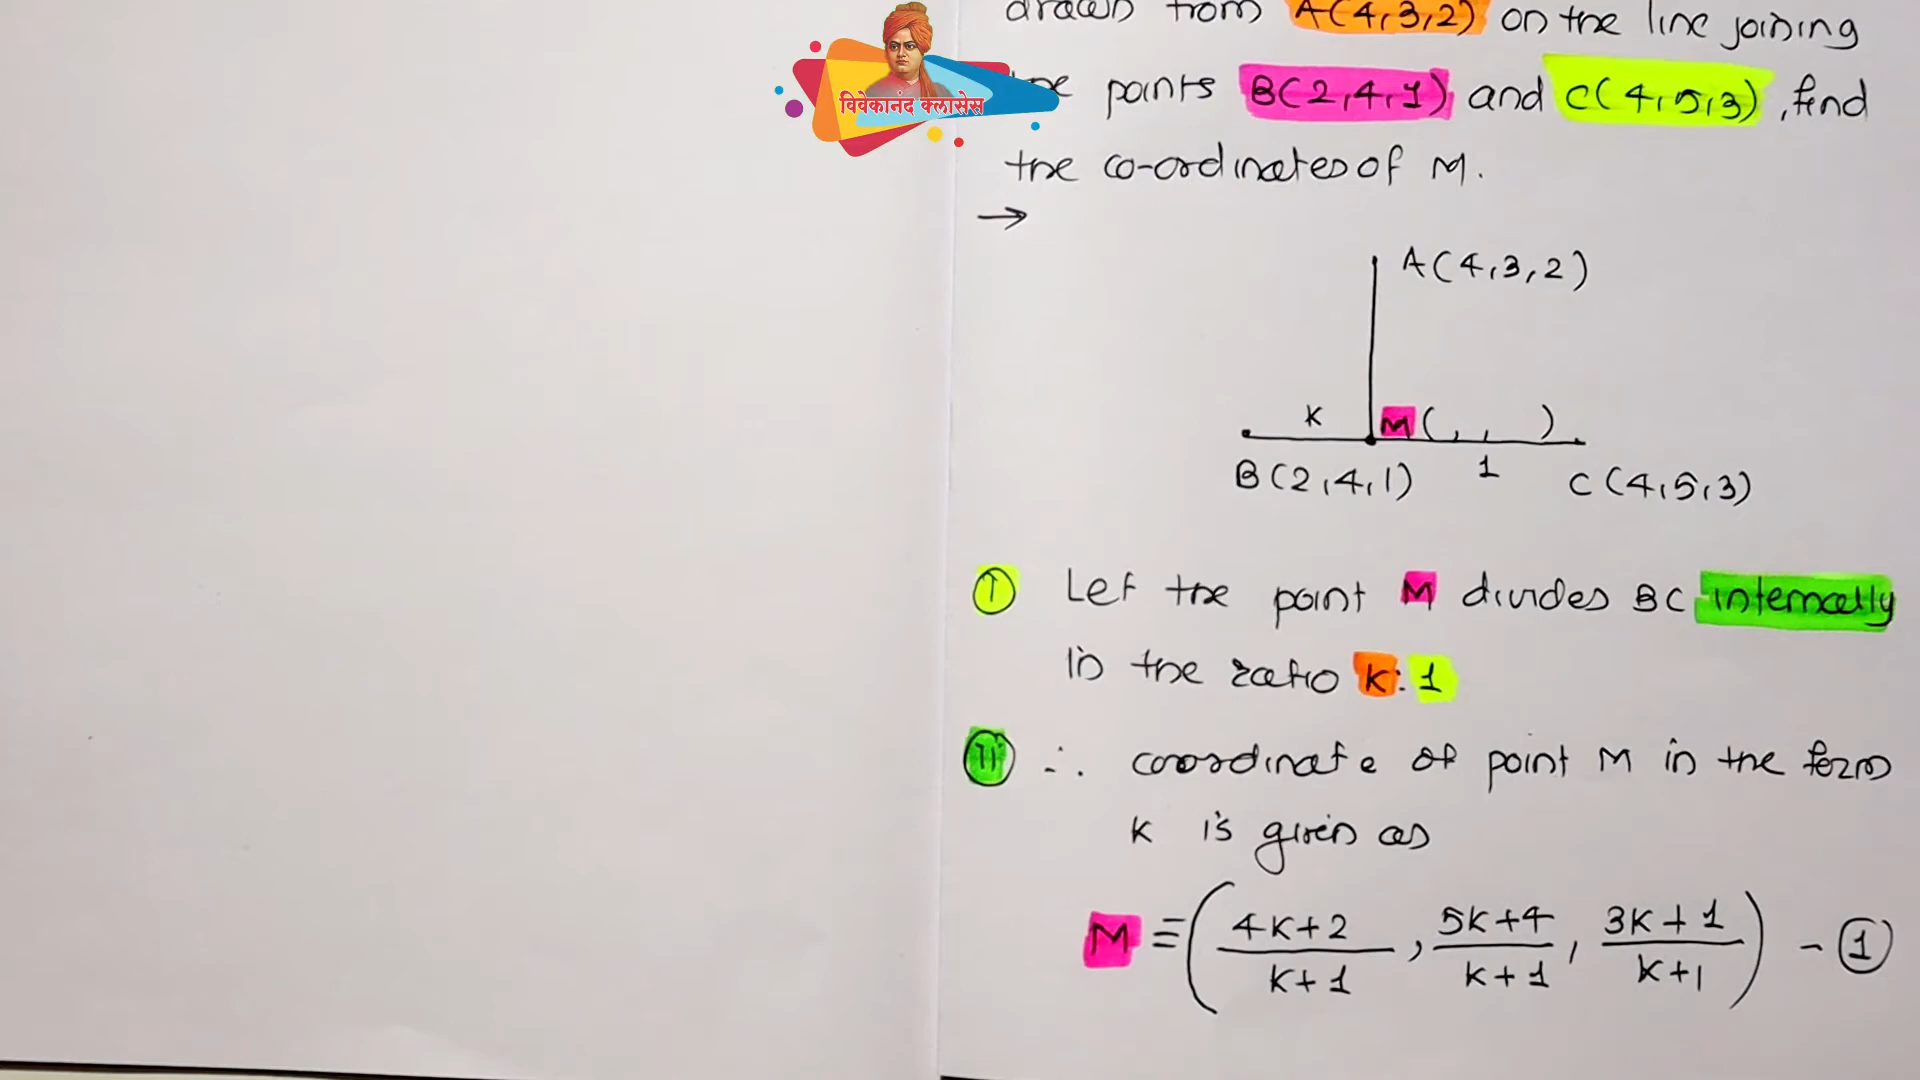 विवेकानंद क्लासेस
drawn from A(4,3,2) on the line joining
the points B(2,4,1) and C(4,5,3), find
the co-ordinates of M.
→
A(4,3,2)
K
M( , , )
B(2,4,1)
1
C(4,5,3)
I Let the point M divides BC internally
in the ratio K:1
II ∴ coordinate of point M in the form
K is given as
M ≡ ( 4K+2 / K+1 , 5K+4 / K+1 , 3K+1 / K+1 ) - 1